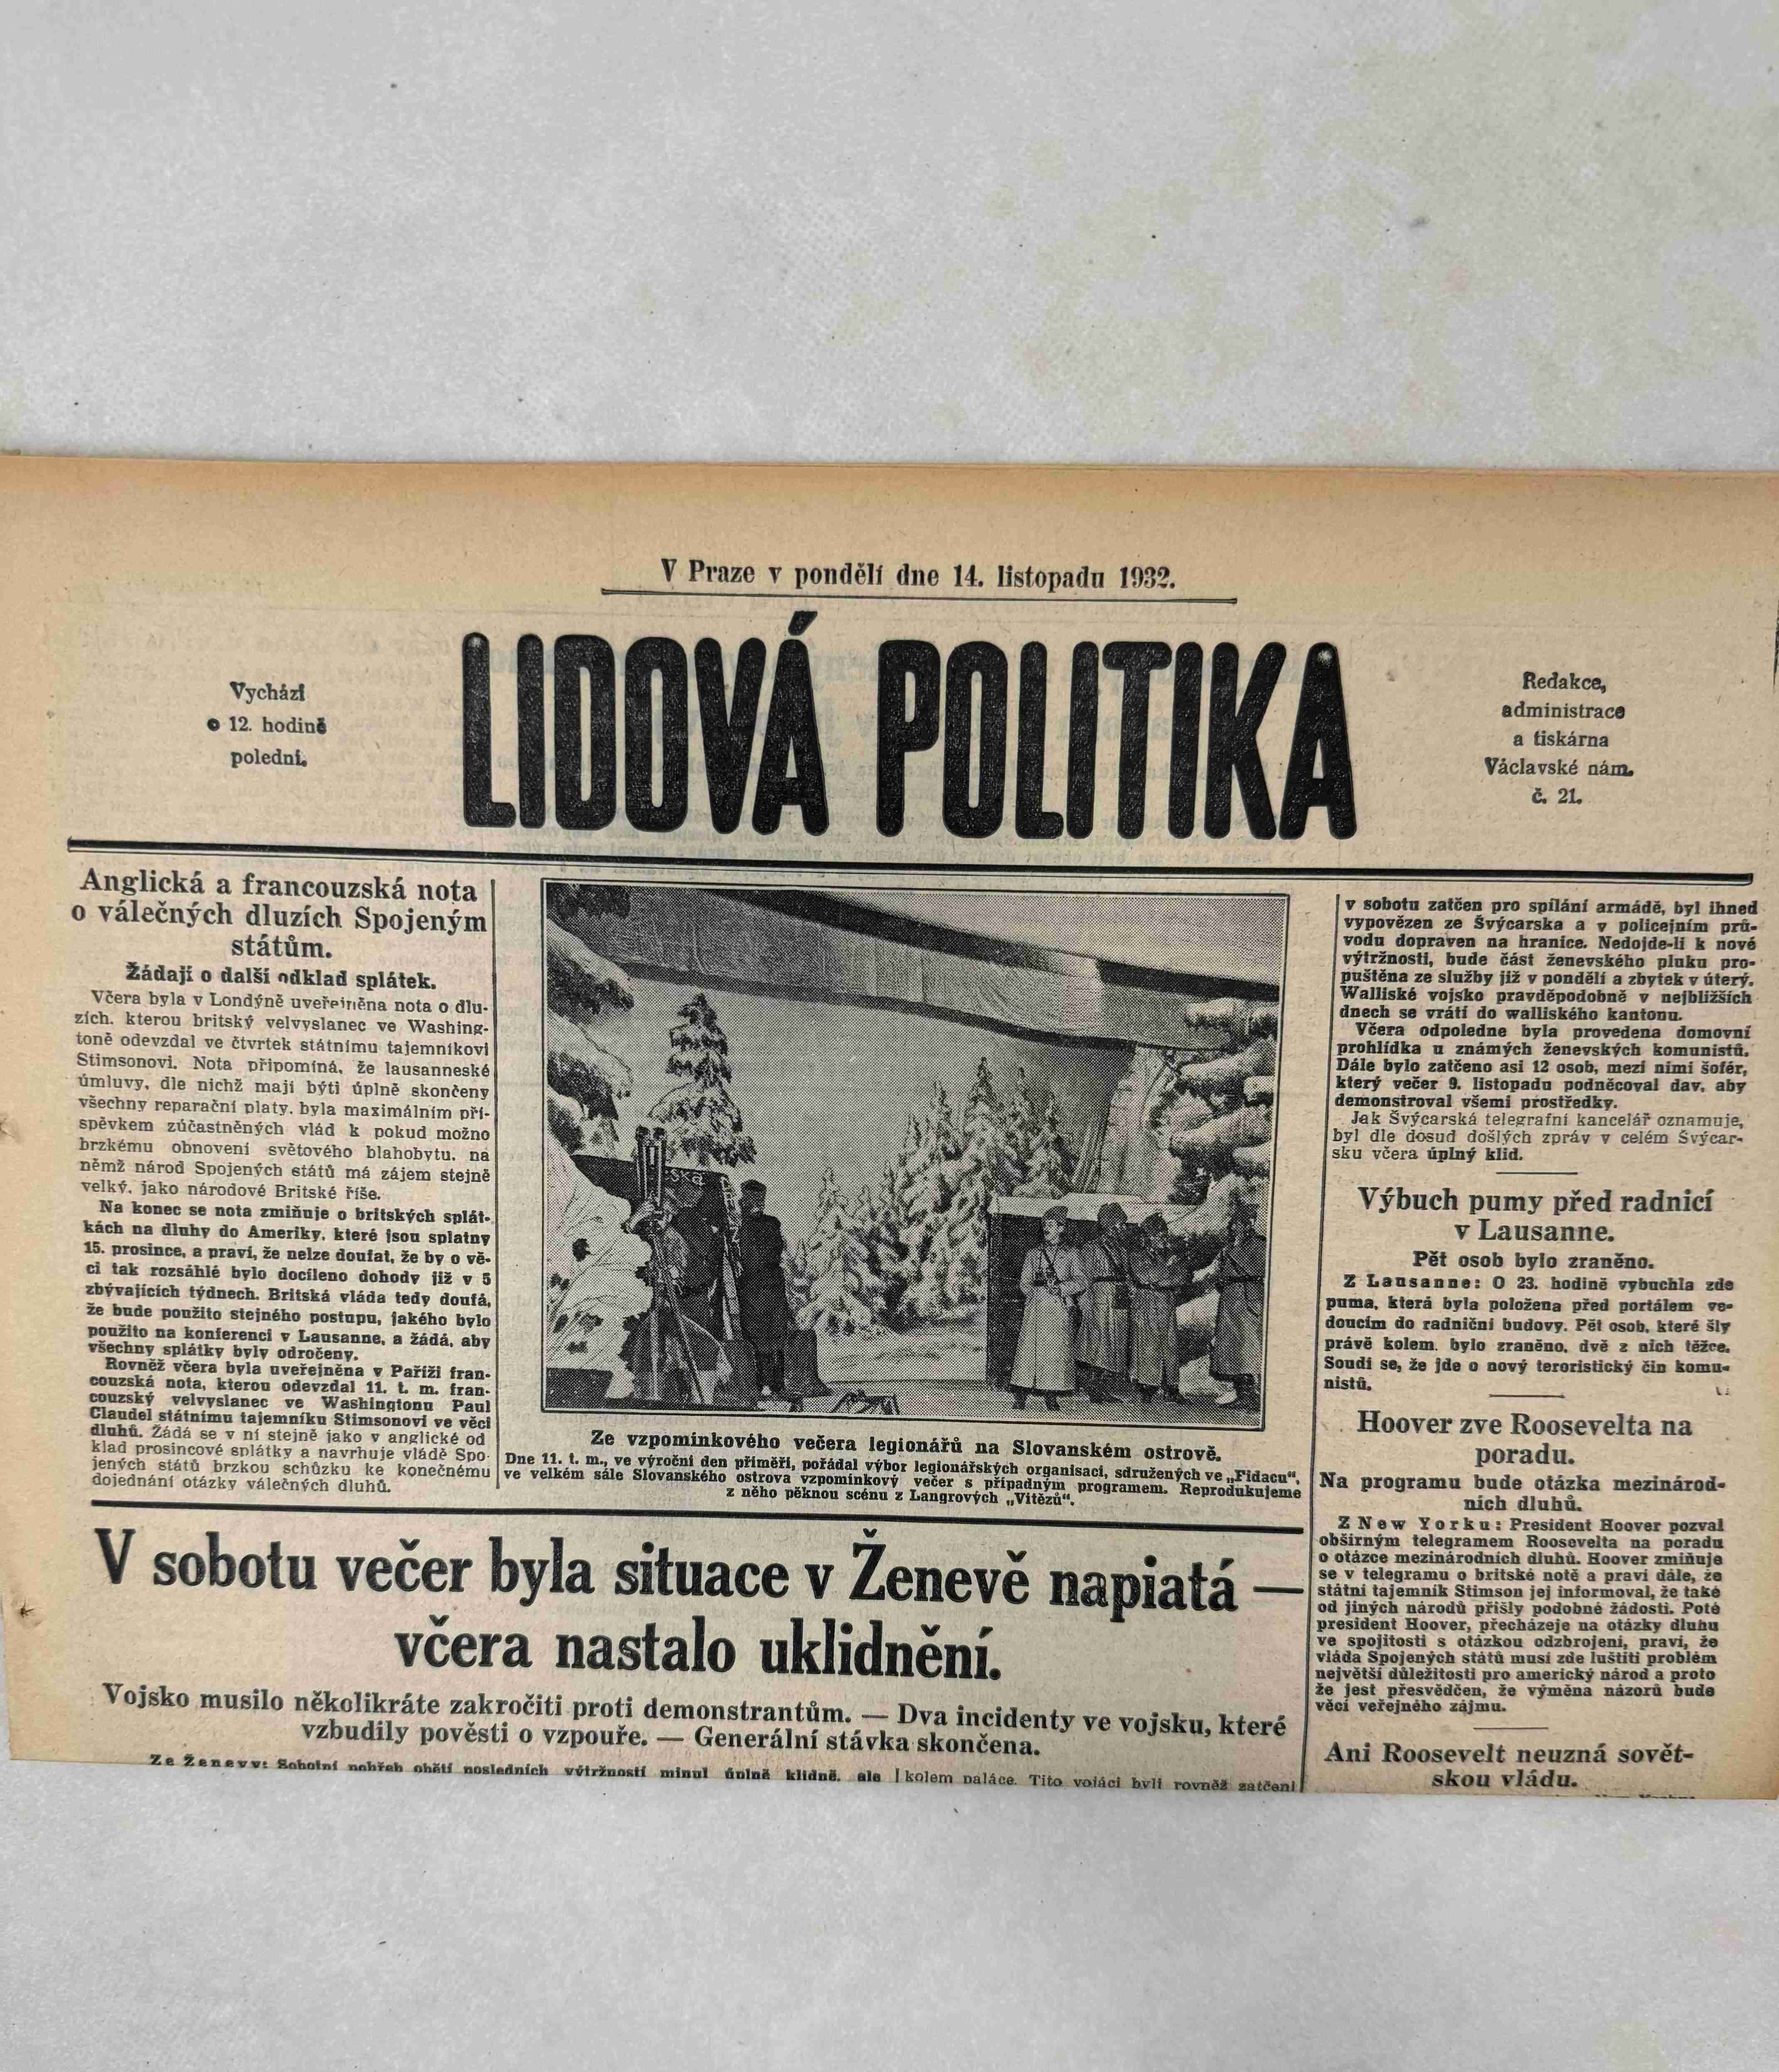 V Praze v pondělí dne 14. listopadu 1932.
Vychází
o 12. hodině
polední.
LIDOVÁ POLITIKA
Redakce,
administrace
a tiskárna
Václavské nám.
č. 21.
Anglická a francouzská nota
o válečných dluzích Spojeným
státům.
Žádají o další odklad splátek.
Včera byla v Londýně uveřejněna nota o dlu-
zích, kterou britský velvyslanec ve Washing-
toně odevzdal ve čtvrtek státnímu tajemníkovi
Stimsonovi. Nota připomíná, že lausanneské
úmluvy, dle nichž mají býti úplně skončeny
všechny reparační platy, byla maximálním pří-
spěvkem zúčastněných vlád k pokud možno
brzkému obnovení světového blahobytu, na
němž národ Spojených států má zájem stejně
velký, jako národové Britské říše.
Na konec se nota zmiňuje o britských splát-
kách na dluhy do Ameriky, které jsou splatny
15. prosince, a praví, že nelze doufat, že by o vě-
ci tak rozsáhlé bylo docíleno dohody již v 5
zbývajících týdnech. Britská vláda tedy doufá,
že bude použito stejného postupu, jakého bylo
použito na konferenci v Lausanne, a žádá, aby
všechny splátky byly odročeny.
Rovněž včera byla uveřejněna v Paříži fran-
couzská nota, kterou odevzdal 11. t. m. fran-
couzský velvyslanec ve Washingtonu Paul
Claudel státnímu tajemníku Stimsonovi ve věci
dluhů. Žádá se v ní stejně jako v anglické od
klad prosincové splátky a navrhuje vládě Spo-
jených států brzkou schůzku ke konečnému
dojednání otázky válečných dluhů.
ská
Ze vzpomínkového večera legionářů na Slovanském ostrově.
Dne 11. t. m., ve výroční den příměří, pořádal výbor legionářských organisací, sdružených ve „Fidacu“,
ve velkém sále Slovanského ostrova vzpomínkový večer s případným programem. Reprodukujeme
z něho pěknou scénu z Langrových „Vítězů“.
V sobotu večer byla situace v Ženevě napiatá —
včera nastalo uklidnění.
Vojsko musilo několikráte zakročiti proti demonstrantům. — Dva incidenty ve vojsku, které
vzbudily pověsti o vzpouře. — Generální stávka skončena.
Ze Ženevy: Sobotní pohřeb obětí posledních výtržností minul úplně klidně, ale
kolem paláce. Tito vojáci byli rovněž zatčeni
v sobotu zatčen pro spílání armádě, byl ihned
vypovězen ze Švýcarska a v policejním prů-
vodu dopraven na hranice. Nedojde-li k nové
výtržnosti, bude část ženevského pluku pro-
puštěna ze služby již v pondělí a zbytek v úterý.
Walliské vojsko pravděpodobně v nejbližších
dnech se vrátí do walliského kantonu.
Včera odpoledne byla provedena domovní
prohlídka u známých ženevských komunistů.
Dále bylo zatčeno asi 12 osob, mezi nimi šofér,
který večer 9. listopadu podněcoval dav, aby
demonstroval všemi prostředky.
Jak Švýcarská telegrafní kancelář oznamuje,
byl dle dosud došlých zpráv v celém Švýcar-
sku včera úplný klid.
Výbuch pumy před radnicí
v Lausanne.
Pět osob bylo zraněno.
Z Lausanne: O 23. hodině vybuchla zde
puma, která byla položena před portálem ve-
doucím do radniční budovy. Pět osob, které šly
právě kolem, bylo zraněno, dvě z nich těžce.
Soudí se, že jde o nový teroristický čin komu-
nistů.
Hoover zve Roosevelta na
poradu.
Na programu bude otázka mezinárod-
ních dluhů.
Z New Yorku: President Hoover pozval
obšírným telegramem Roosevelta na poradu
o otázce mezinárodních dluhů. Hoover zmiňuje
se v telegramu o britské notě a praví dále, že
státní tajemník Stimson jej informoval, že také
od jiných národů přišly podobné žádosti. Poté
president Hoover, přecházeje na otázky dluhu
ve spojitosti s otázkou odzbrojení, praví, že
vláda Spojených států musí zde luštiti problém
největší důležitosti pro americký národ a proto
že jest přesvědčen, že výměna názorů bude
věcí veřejného zájmu.
Ani Roosevelt neuzná sovět-
skou vládu.